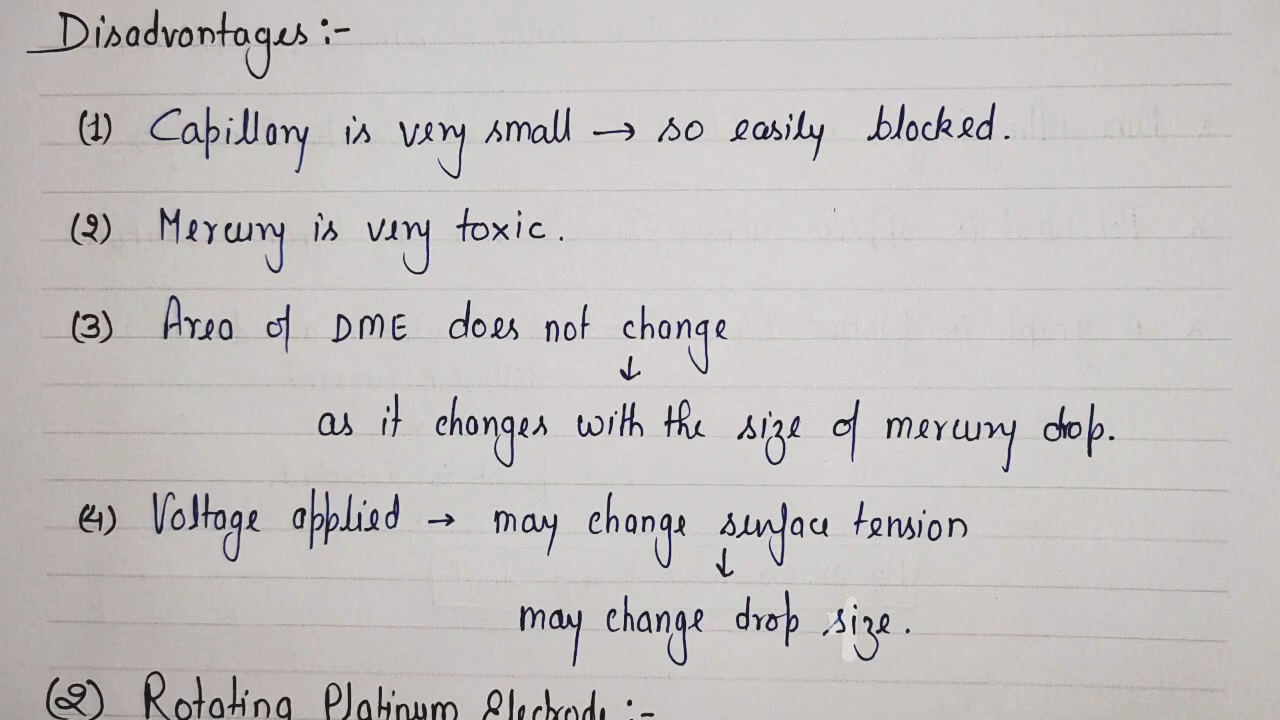 Disadvantages :-
(1) Capillary is very small → so easily blocked.
(2) Mercury is very toxic.
(3) Area of DME does not change
↓
as it changes with the size of mercury drop.
(4) Voltage applied → may change surface tension
↓
may change drop size.
(2) Rotating Platinum Electrode :-